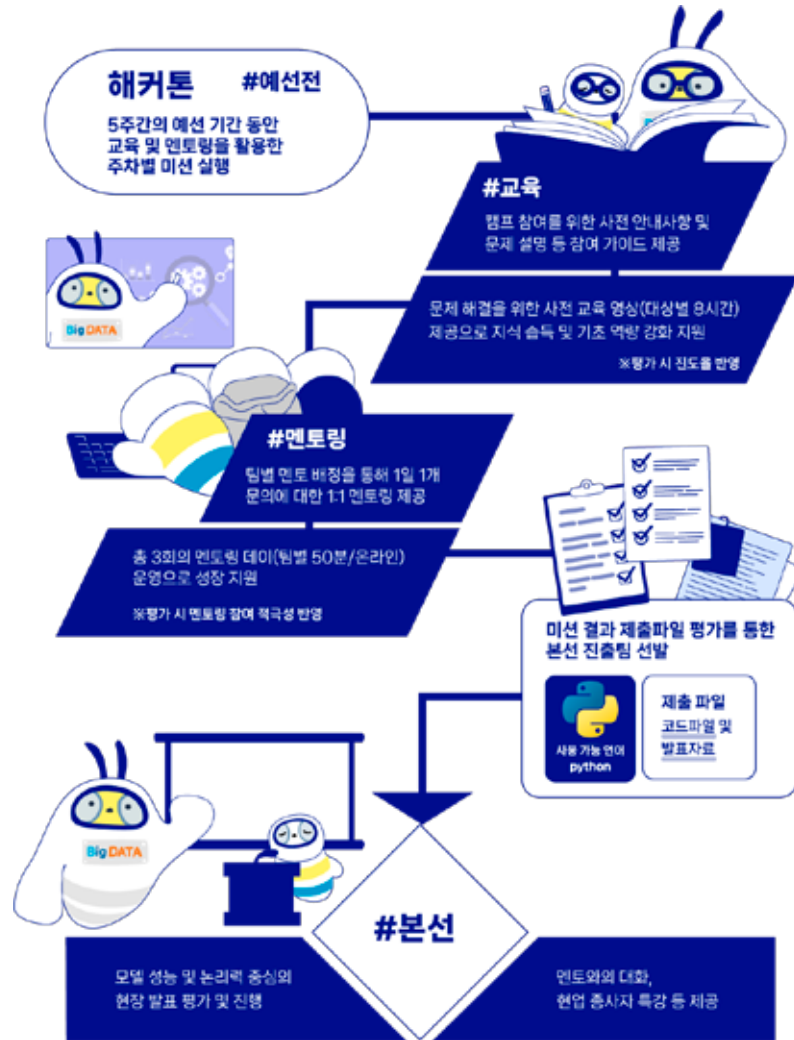 해커톤 #예선전
5주간의 예선 기간 동안
교육 및 멘토링을 활용한
주차별 미션 실행
#교육
캠프 참여를 위한 사전 안내사항 및
문제 설명 등 참여 가이드 제공
문제 해결을 위한 사전 교육 영상(대상별 8시간)
제공으로 지식 습득 및 기초 역량 강화 지원
※평가 시 진도율 반영
Big DATA
#멘토링
팀별 멘토 배정을 통해 1일 1개
문의에 대한 1:1 멘토링 제공
총 3회의 멘토링 데이(팀별 50분/온라인)
운영으로 성장 지원
※평가 시 멘토링 참여 적극성 반영
미션 결과 제출파일 평가를 통한
본선 진출팀 선발
사용 가능 언어
python
제출 파일
코드파일 및
발표자료
Big DATA
#본선
모델 성능 및 논리력 중심의
현장 발표 평가 및 진행
멘토와의 대화,
현업 종사자 특강 등 제공